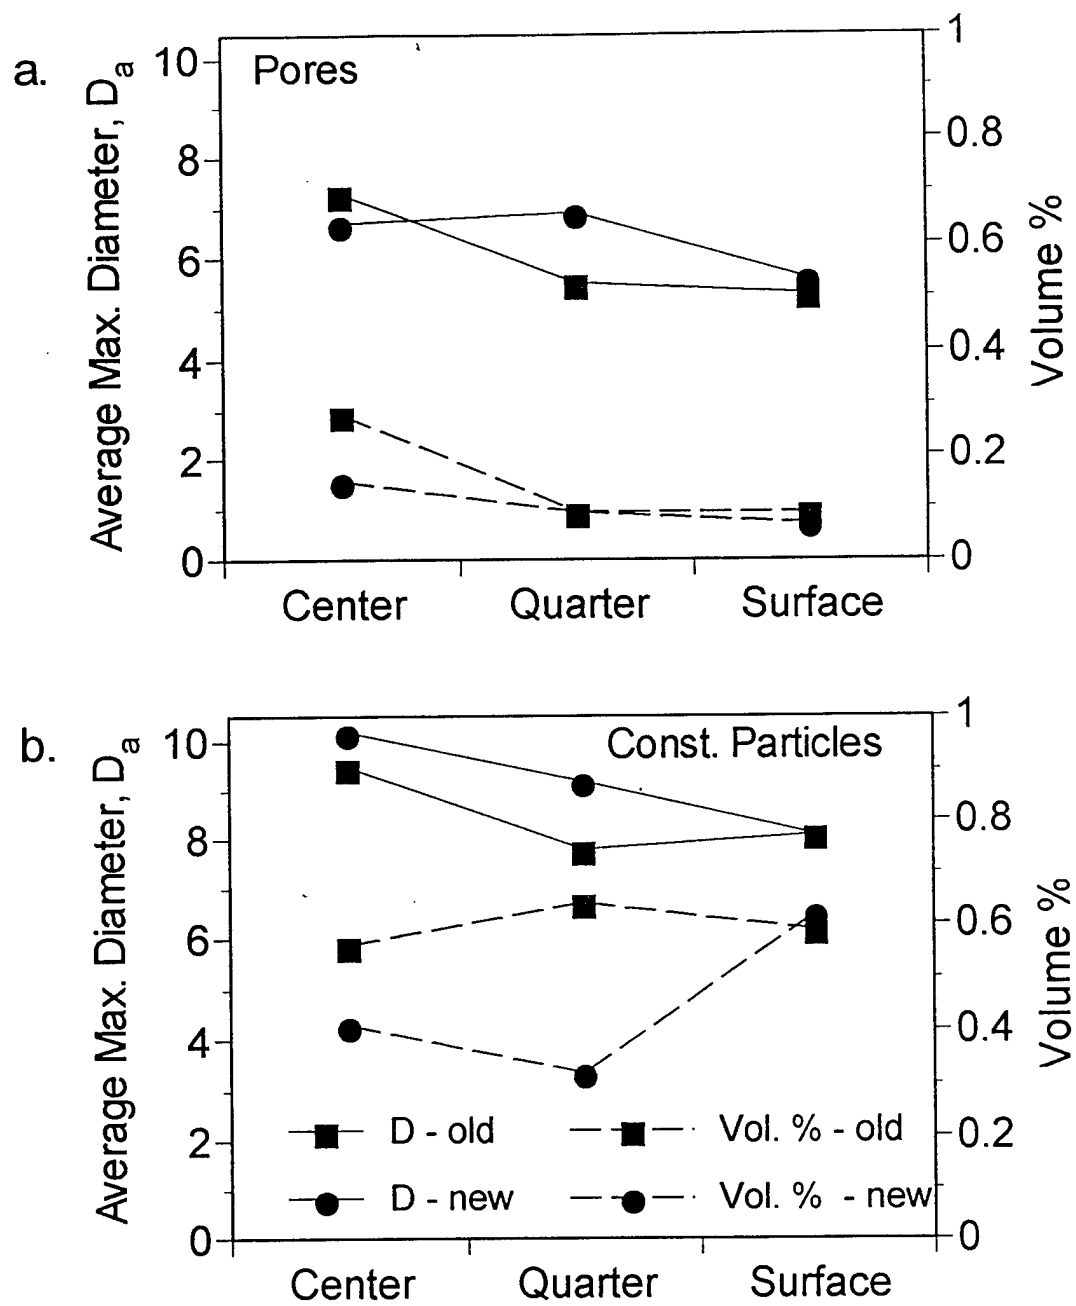 a.
Pores
Average Max. Diameter, Da
10
8
6
4
2
0
1
0.8
0.6
0.4
0.2
0
Volume %
Center Quarter Surface
b.
Const. Particles
Average Max. Diameter, Da
10
8
6
4
2
0
1
0.8
0.6
0.4
0.2
0
Volume %
D - old Vol. % - old
D - new Vol. % - new
Center Quarter Surface